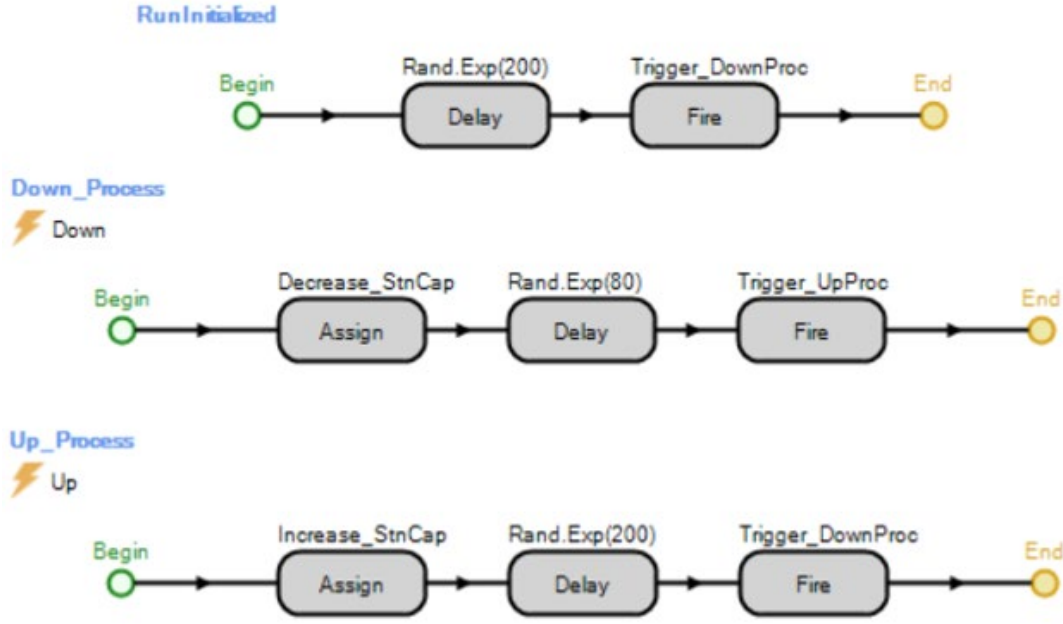 RunInitialized
Rand.Exp(200) Trigger_DownProc
Begin Delay Fire End
Down_Process
Down
Decrease_StnCap Rand.Exp(80) Trigger_UpProc
Begin Assign Delay Fire End
Up_Process
Up
Increase_StnCap Rand.Exp(200) Trigger_DownProc
Begin Assign Delay Fire End